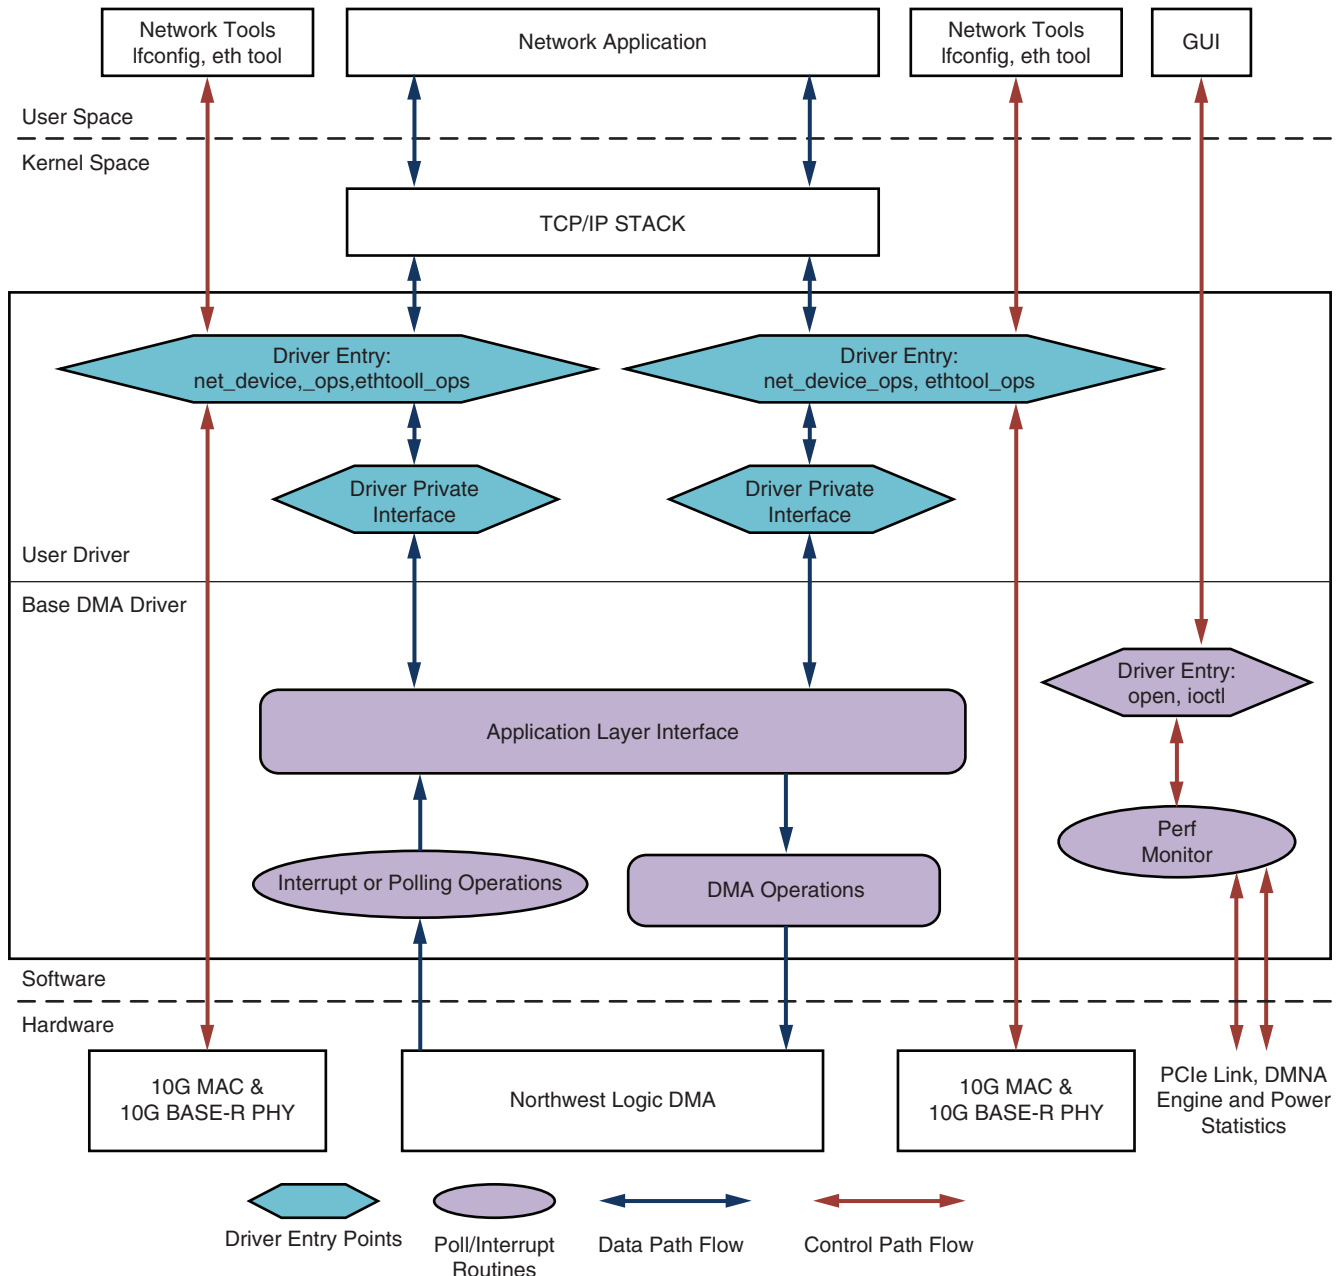 Network Tools
Ifconfig, eth tool
Network Application
Network Tools
Ifconfig, eth tool
GUI
User Space
Kernel Space
TCP/IP STACK
Driver Entry:
net_device,_ops,ethtooll_ops
Driver Entry:
net_device_ops, ethtool_ops
Driver Private
Interface
Driver Private
Interface
User Driver
Base DMA Driver
Driver Entry:
open, ioctl
Application Layer Interface
Perf
Monitor
Interrupt or Polling Operations
DMA Operations
Software
Hardware
10G MAC &
10G BASE-R PHY
Northwest Logic DMA
10G MAC &
10G BASE-R PHY
PCIe Link, DMNA
Engine and Power
Statistics
Driver Entry Points
Poll/Interrupt
Routines
Data Path Flow
Control Path Flow